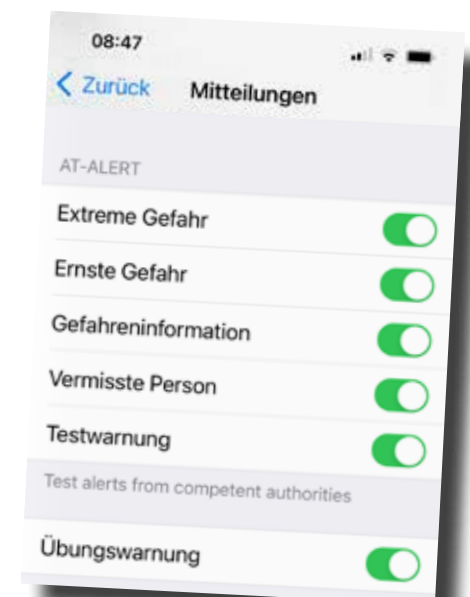 08:47
Zurück Mitteilungen
AT-ALERT
Extreme Gefahr
Ernste Gefahr
Gefahreninformation
Vermisste Person
Testwarnung
Test alerts from competent authorities
Übungswarnung